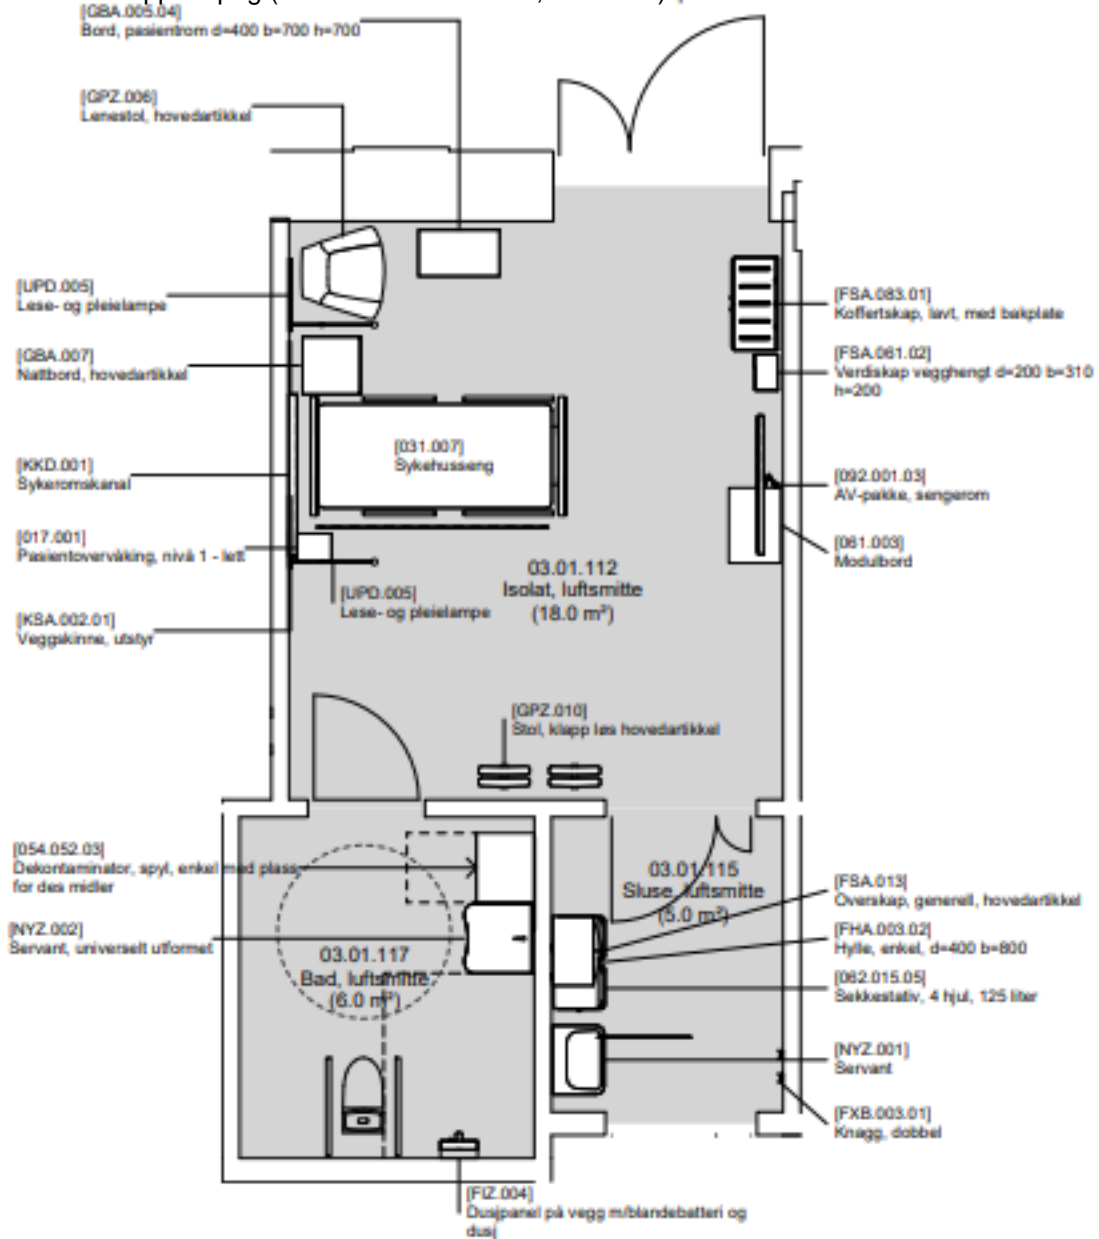 [GBA.005.04]
Bord, pasientrom d=400 b=700 h=700
[GPZ.006]
Lenestol, hovedartikkel
[UPD.005]
Lese- og pleielampe
[GBA.007]
Nattbord, hovedartikkel
[KKD.001]
Sykeromskanal
[017.001]
Pasientovervåking, nivå 1 - lett
[KSA.002.01]
Veggskinne, utstyr
[031.007]
Sykehusseng
[UPD.005]
Lese- og pleielampe
03.01.112
Isolat, luftsmitte
(18.0 m²)
[FSA.083.01]
Koffertskap, lavt, med bakplate
[FSA.061.02]
Verdiskap vegghengt d=200 b=310
h=200
[092.001.03]
AV-pakke, sengerom
[061.003]
Modulbord
[GPZ.010]
Stol, klapp løs hovedartikkel
[054.052.03]
Dekontaminator, spyl, enkel med plass
for des midler
[NYZ.002]
Servant, universelt utformet
03.01.117
Bad, luftsmitte
(6.0 m²)
03.01.115
Sluse, luftsmitte
(5.0 m²)
[FSA.013]
Overskap, generell, hovedartikkel
[FHA.003.02]
Hylle, enkel, d=400 b=800
[062.015.05]
Sekkestativ, 4 hjul, 125 liter
[NYZ.001]
Servant
[FXB.003.01]
Knagg, dobbel
[FIZ.004]
Dusjpanel på vegg m/blandebatteri og
dusj